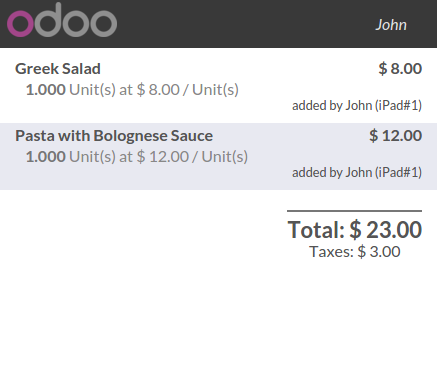 odoo
John
Greek Salad $ 8.00
1.000 Unit(s) at $ 8.00 / Unit(s)
added by John (iPad#1)
Pasta with Bolognese Sauce $ 12.00
1.000 Unit(s) at $ 12.00 / Unit(s)
added by John (iPad#1)
Total: $ 23.00
Taxes: $ 3.00